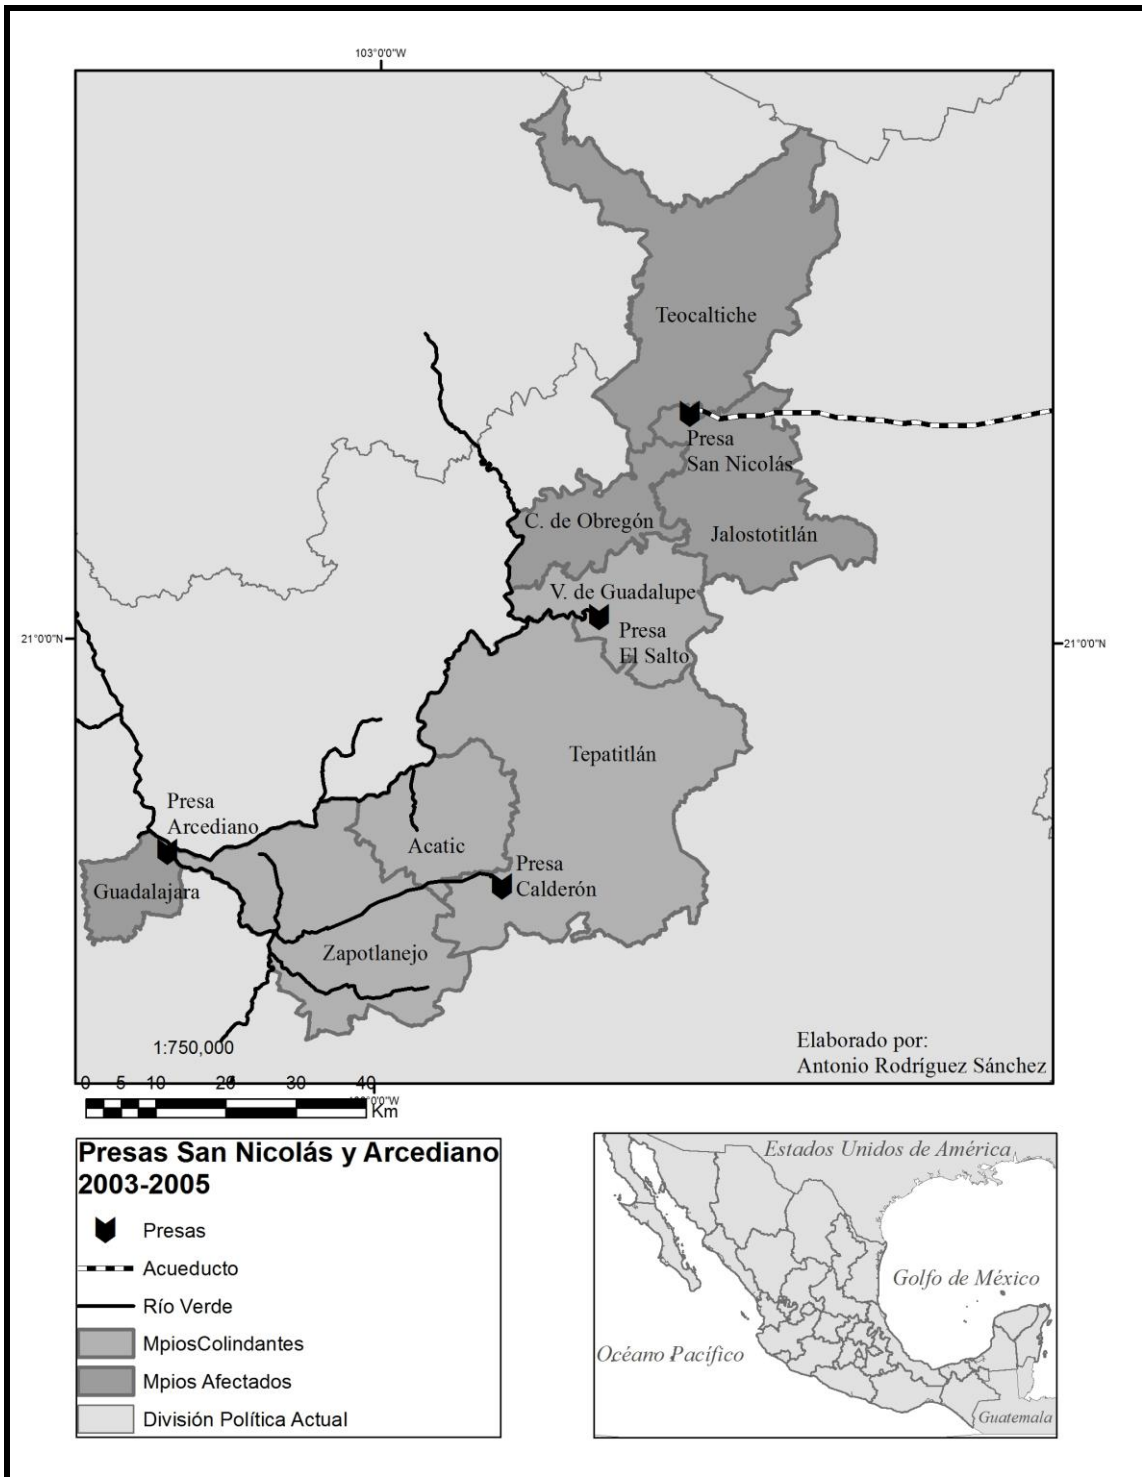 103°0'0"W
Teocaltiche
Presa
San Nicolás
C. de Obregón
Jalostotitlán
V. de Guadalupe
21°0'0"N
Presa
El Salto
21°0'0"N
Tepatitlán
Presa
Arcediano
Acatic
Presa
Calderón
Guadalajara
Zapotlanejo
1:750,000
Elaborado por:
Antonio Rodríguez Sánchez
0 5 10 20 30 40
Km
Presas San Nicolás y Arcediano
2003-2005
Presas
Acueducto
Río Verde
MpiosColindantes
Mpios Afectados
División Política Actual
Estados Unidos de América
Golfo de México
Océano Pacífico
Guatemala